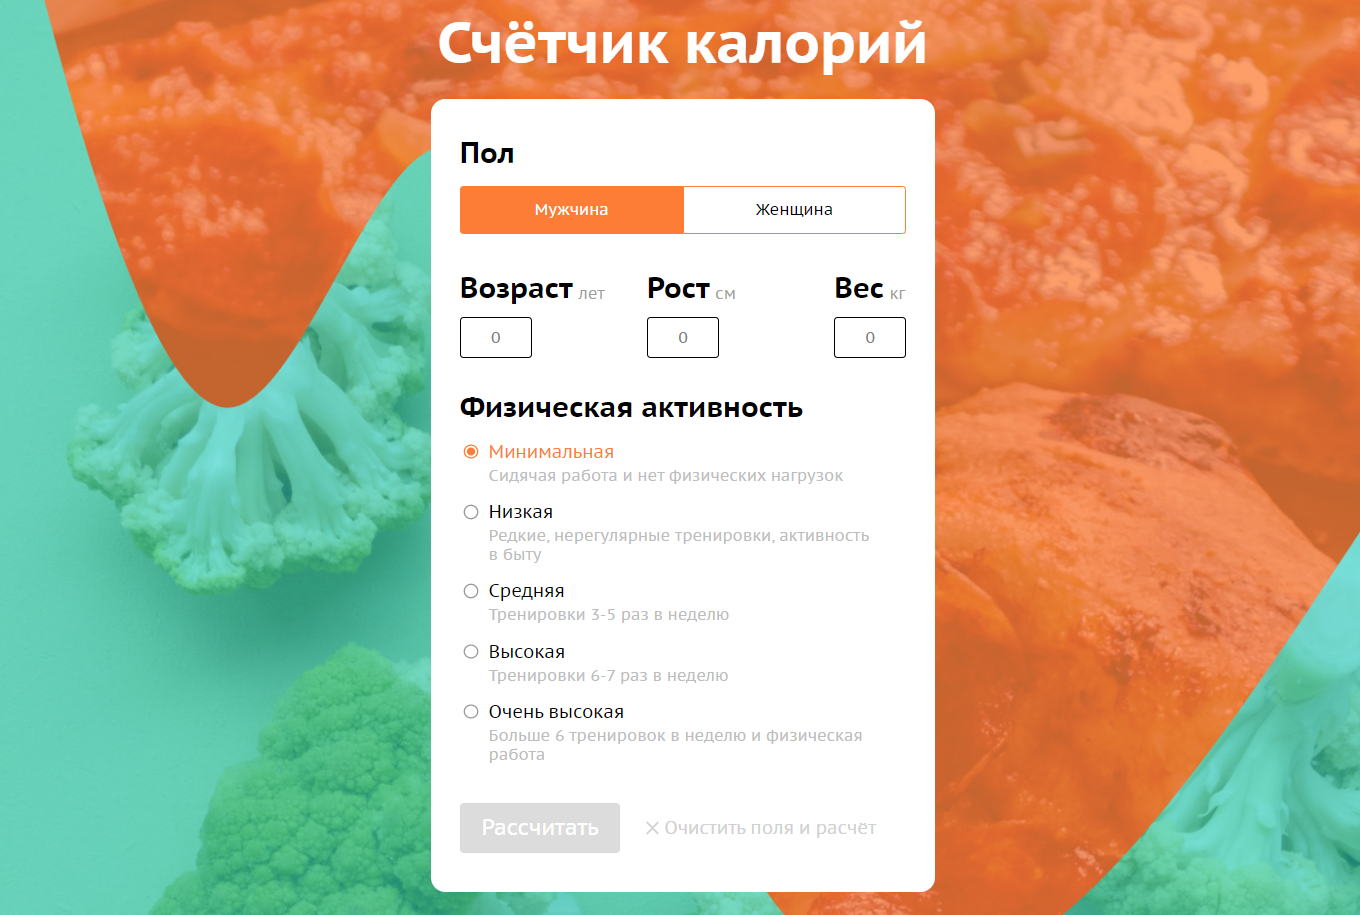 Счётчик калорий
Пол
Мужчина Женщина
Возраст лет Рост см Вес кг
0 0 0
Физическая активность
Минимальная
Сидячая работа и нет физических нагрузок
Низкая
Редкие, нерегулярные тренировки, активность
в быту
Средняя
Тренировки 3-5 раз в неделю
Высокая
Тренировки 6-7 раз в неделю
Очень высокая
Больше 6 тренировок в неделю и физическая
работа
Рассчитать Очистить поля и расчёт